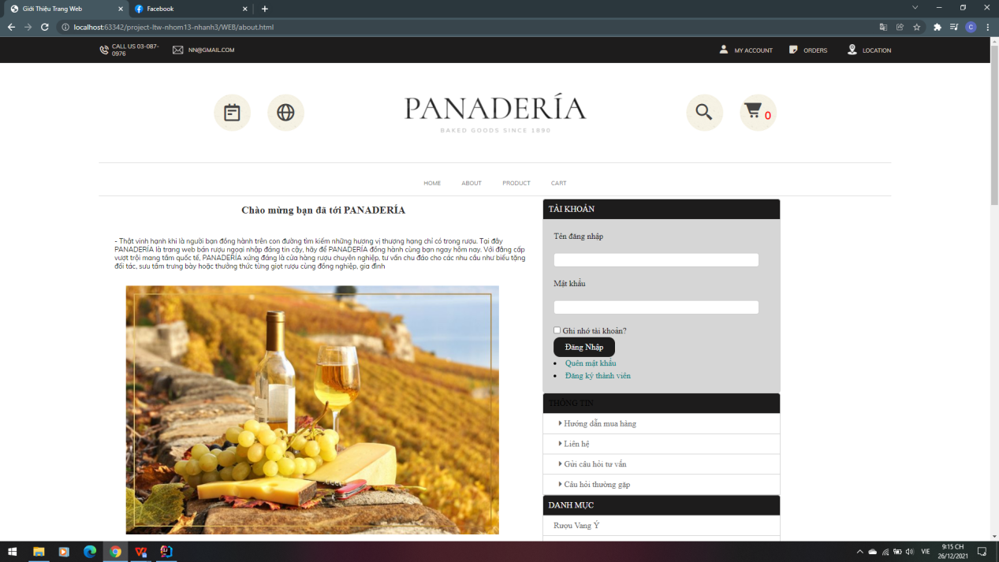 Giới Thiệu Trang Web
Facebook
localhost:63342/project-ltw-nhom13-nhanh3/WEB/about.html
C
CALL US 03-087-
0976
NN@GMAIL.COM
MY ACCOUNT
ORDERS
LOCATION
PANADERÍA
BAKED GOODS SINCE 1890
0
HOME
ABOUT
PRODUCT
CART
Chào mừng bạn đã tới PANADERÍA
- Thật vinh hạnh khi là người bạn đồng hành trên con đường tìm kiếm những hương vị thượng hạng chỉ có trong rượu. Tại đây
PANADERÍA là trang web bán rượu ngoại nhập đáng tin cậy, hãy để PANADERÍA đồng hành cùng bạn ngay hôm nay. Với đẳng cấp
vượt trội mang tầm quốc tế, PANADERÍA xứng đáng là cửa hàng rượu chuyên nghiệp, tư vấn chu đáo cho các nhu cầu như biếu tặng
đối tác, sưu tầm trưng bày hoặc thưởng thức từng giọt rượu cùng đồng nghiệp, gia đình
TÀI KHOẢN
Tên đăng nhập
Mật khẩu
Ghi nhớ tài khoản?
Đăng Nhập
Quên mật khẩu
Đăng ký thành viên
THÔNG TIN
Hướng dẫn mua hàng
Liên hệ
Gửi câu hỏi tư vấn
Câu hỏi thường gặp
DANH MỤC
Rượu Vang Ý
VIE
9:15 CH
26/12/2021